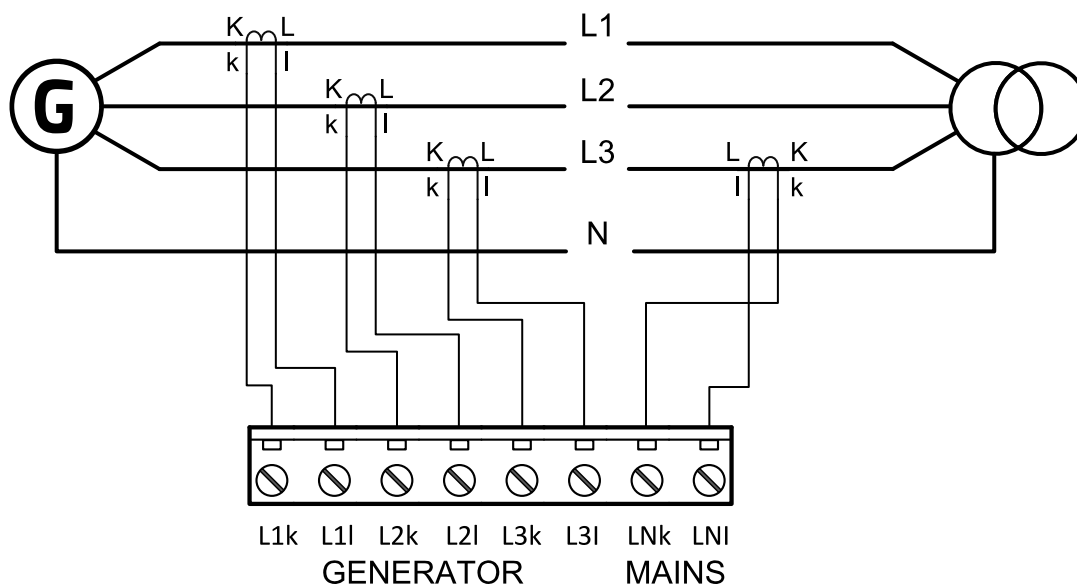 K L L1
k l
G
K L L2
k l
K L L3 L K
k l l k
N
L1k L1l L2k L2l L3k L3l LNk LNl
GENERATOR MAINS